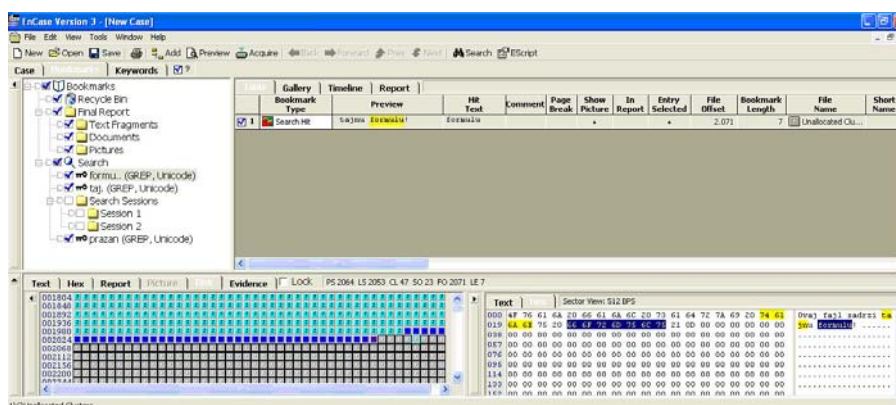 EnCase Version 3 - [New Case]
File Edit View Tools Window Help
New Open Save Add Preview Acquire Back Forward Print Next Search EScript
Case Bookmarks Keywords ?
Bookmarks
Recycle Bin
Final Report
Text Fragments
Documents
Pictures
Search
formu.. (GREP, Unicode)
taj. (GREP, Unicode)
Search Sessions
Session 1
Session 2
prazan (GREP, Unicode)
Gallery Timeline Report
Bookmark Type Preview Hit Text Comment Page Break Show Picture In Report Entry Selected File Offset Bookmark Length File Name Short Name
1 Search Hit tajmu formulu! formulu 2.071 7 Unallocated Clu...
Text Hex Report Picture Disk Evidence Lock PS 2064 LS 2053 CL 47 SO 23 FO 2071 LE 7
001804
001848
001892
001936
001980
002024
002068
002112
002156
002200
Text Hex Sector View: 512 BPS
000 4F 76 61 6A 20 66 61 6A 6C 20 73 61 64 72 7A 69 20 74 61 Ovaj fajl sadrzi ta
019 6A 6E 75 20 66 6F 72 6D 75 6C 75 21 0D 00 00 00 00 00 00
038 00 00 00 00 00 00 00 00 00 00 00 00 00 00 00 00 00 00 00
057 00 00 00 00 00 00 00 00 00 00 00 00 00 00 00 00 00 00 00
076 00 00 00 00 00 00 00 00 00 00 00 00 00 00 00 00 00 00 00
095 00 00 00 00 00 00 00 00 00 00 00 00 00 00 00 00 00 00 00
114 00 00 00 00 00 00 00 00 00 00 00 00 00 00 00 00 00 00 00
133 00 00 00 00 00 00 00 00 00 00 00 00 00 00 00 00 00 00 00